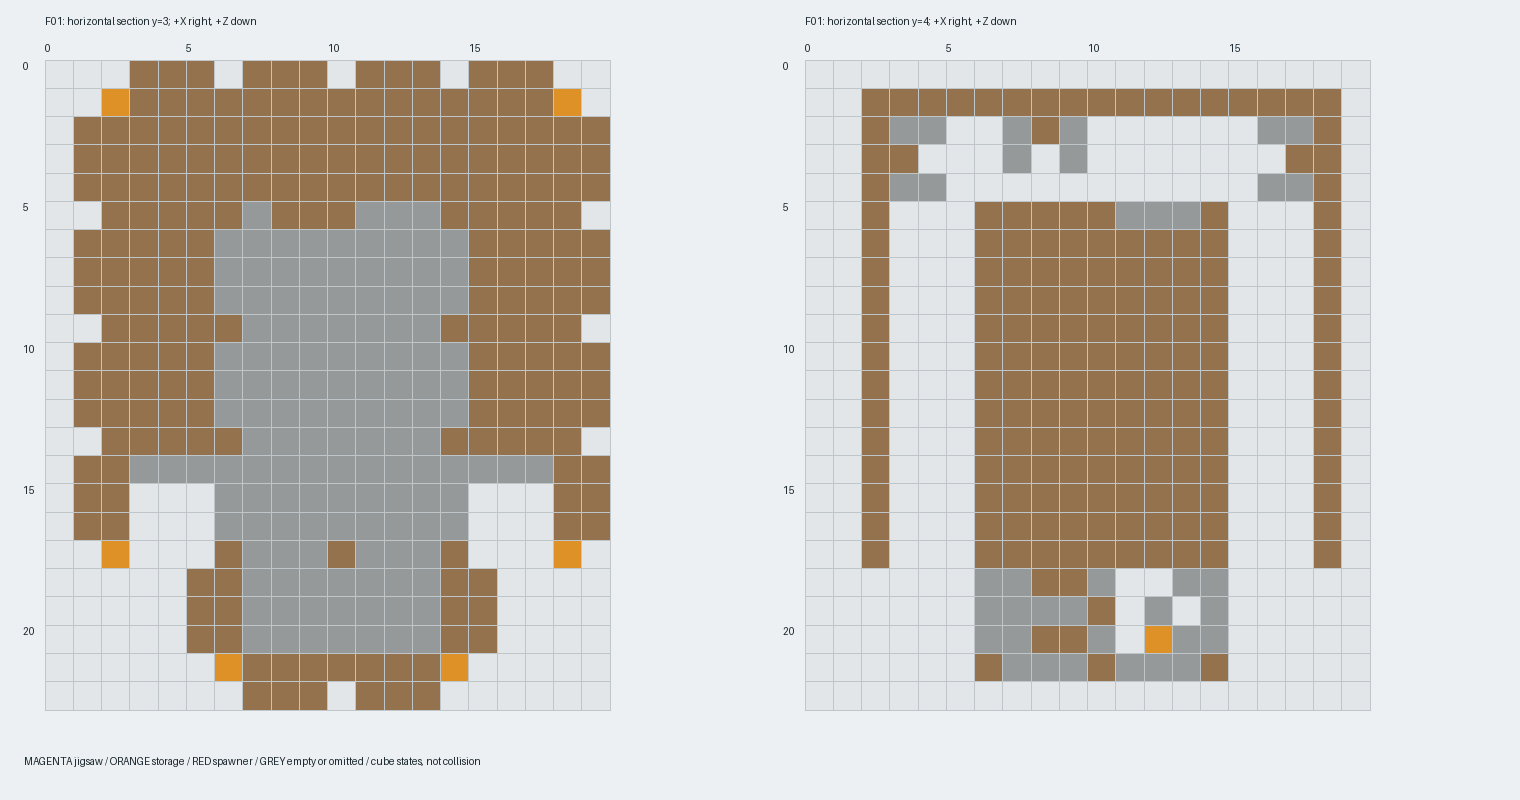 F01: horizontal section y=3; +X right, +Z down
F01: horizontal section y=4; +X right, +Z down
0 5 10 15
0 5 10 15
0
5
10
15
20
0
5
10
15
20
MAGENTA jigsaw / ORANGE storage / RED spawner / GREY empty or omitted / cube states, not collision